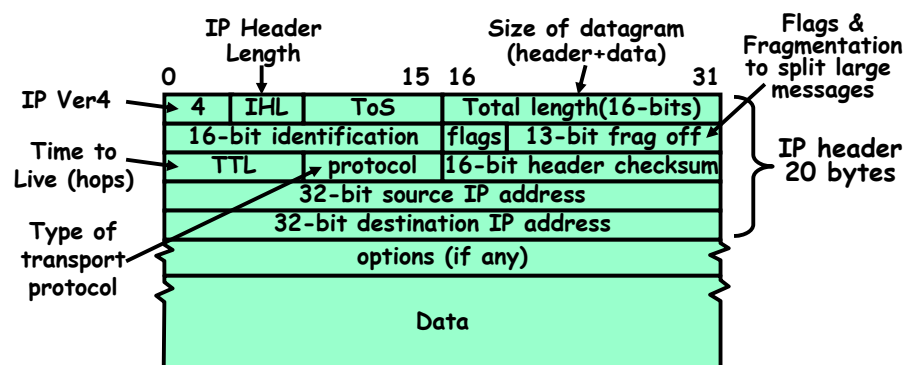 IP Header
Length
Size of datagram
(header+data)
Flags &
Fragmentation
to split large
messages
0
15
16
31
IP Ver4
4
IHL
ToS
Total length(16-bits)
16-bit identification
flags
13-bit frag off
Time to
Live (hops)
TTL
protocol
16-bit header checksum
IP header
20 bytes
32-bit source IP address
32-bit destination IP address
Type of
transport
protocol
options (if any)
Data